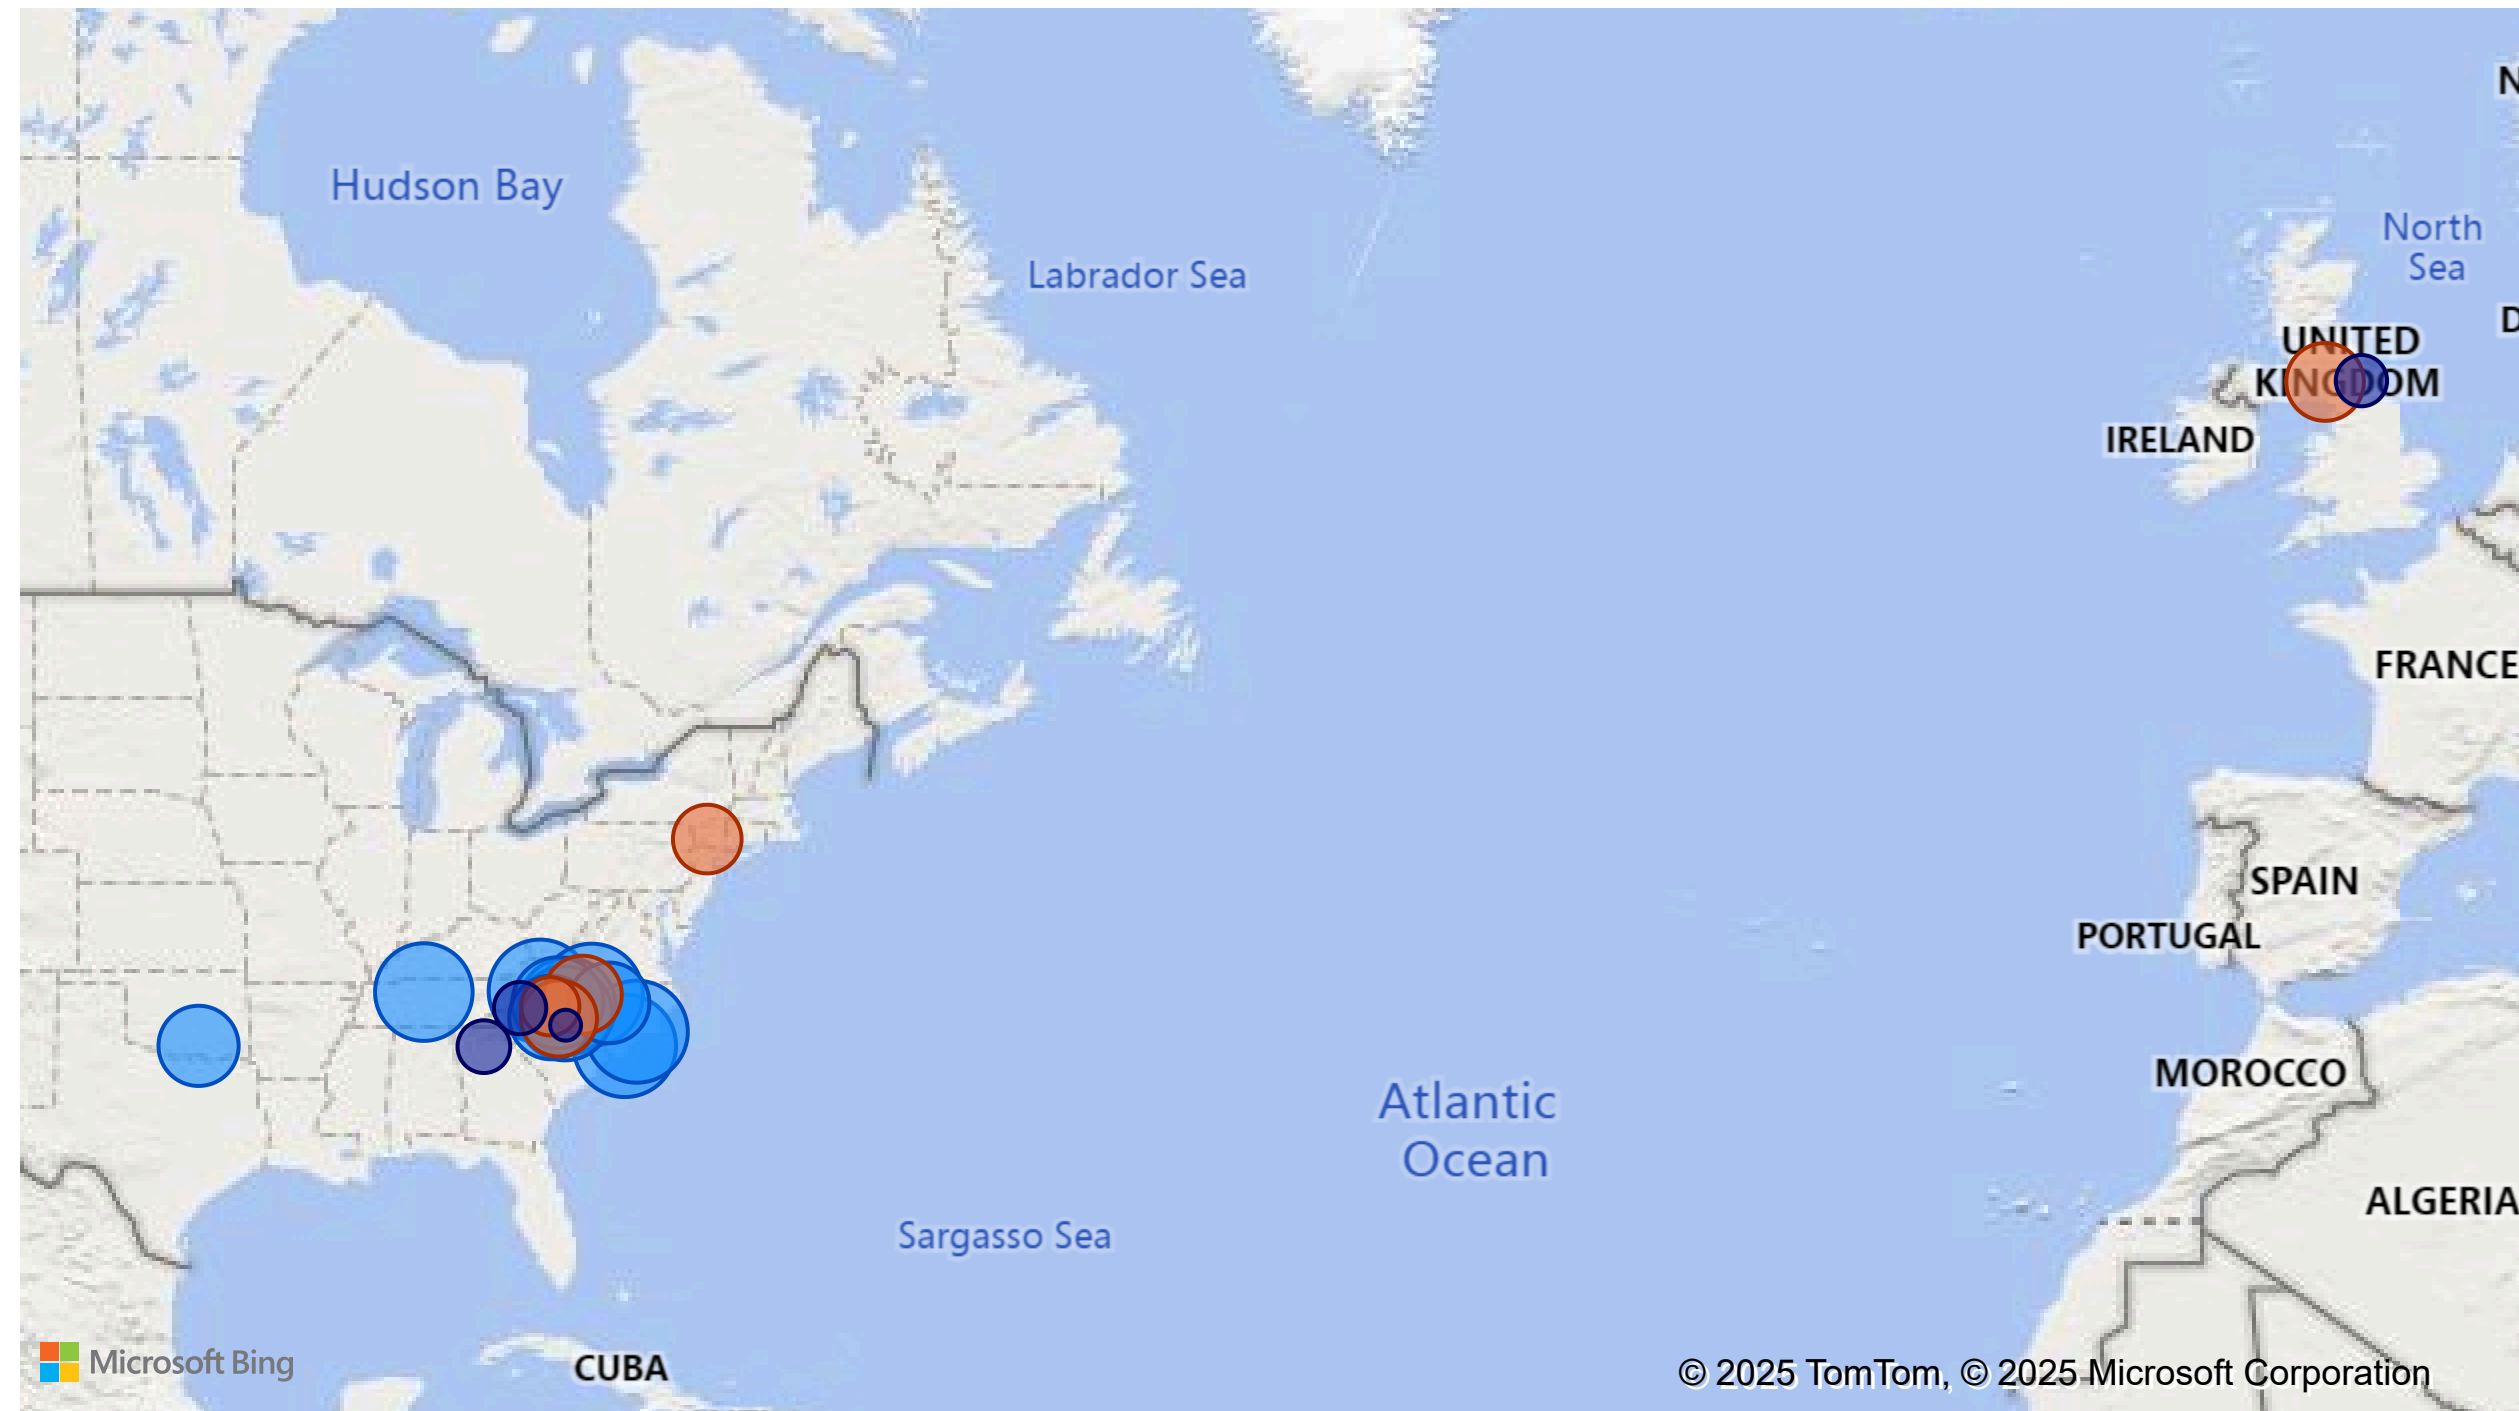 N
Hudson Bay
North
Sea
Labrador Sea
D
UNITED
KINGDOM
IRELAND
FRANCE
SPAIN
PORTUGAL
MOROCCO
Atlantic
Ocean
ALGERIA
Sargasso Sea
Microsoft Bing
CUBA
© 2025 TomTom, © 2025 Microsoft Corporation